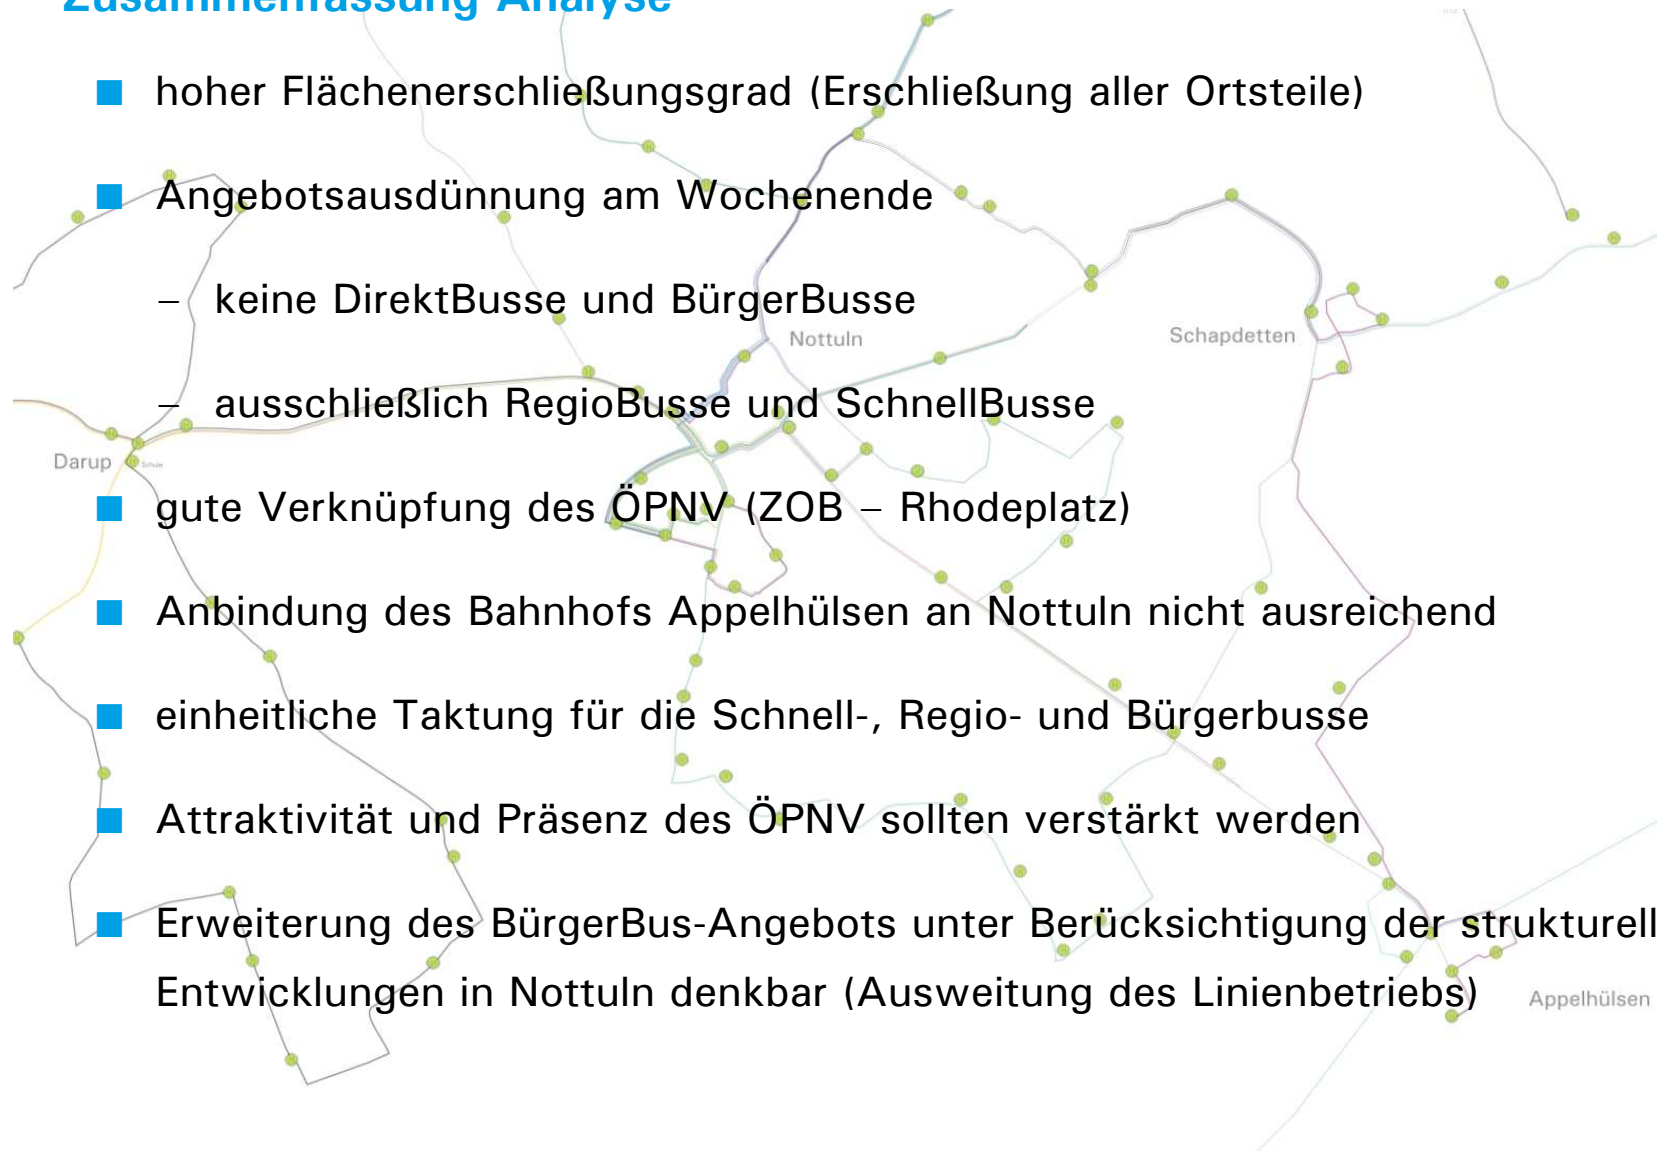 Zusammenfassung Analyse
■ hoher Flächenerschließungsgrad (Erschließung aller Ortsteile)
■ Angebotsausdünnung am Wochenende
– keine DirektBusse und BürgerBusse
Nottuln
Schapdetten
– ausschließlich RegioBusse und SchnellBusse
Darup
■ gute Verknüpfung des ÖPNV (ZOB – Rhodeplatz)
■ Anbindung des Bahnhofs Appelhülsen an Nottuln nicht ausreichend
■ einheitliche Taktung für die Schnell-, Regio- und Bürgerbusse
■ Attraktivität und Präsenz des ÖPNV sollten verstärkt werden
■ Erweiterung des BürgerBus-Angebots unter Berücksichtigung der strukturell
Entwicklungen in Nottuln denkbar (Ausweitung des Linienbetriebs)
Appelhülsen